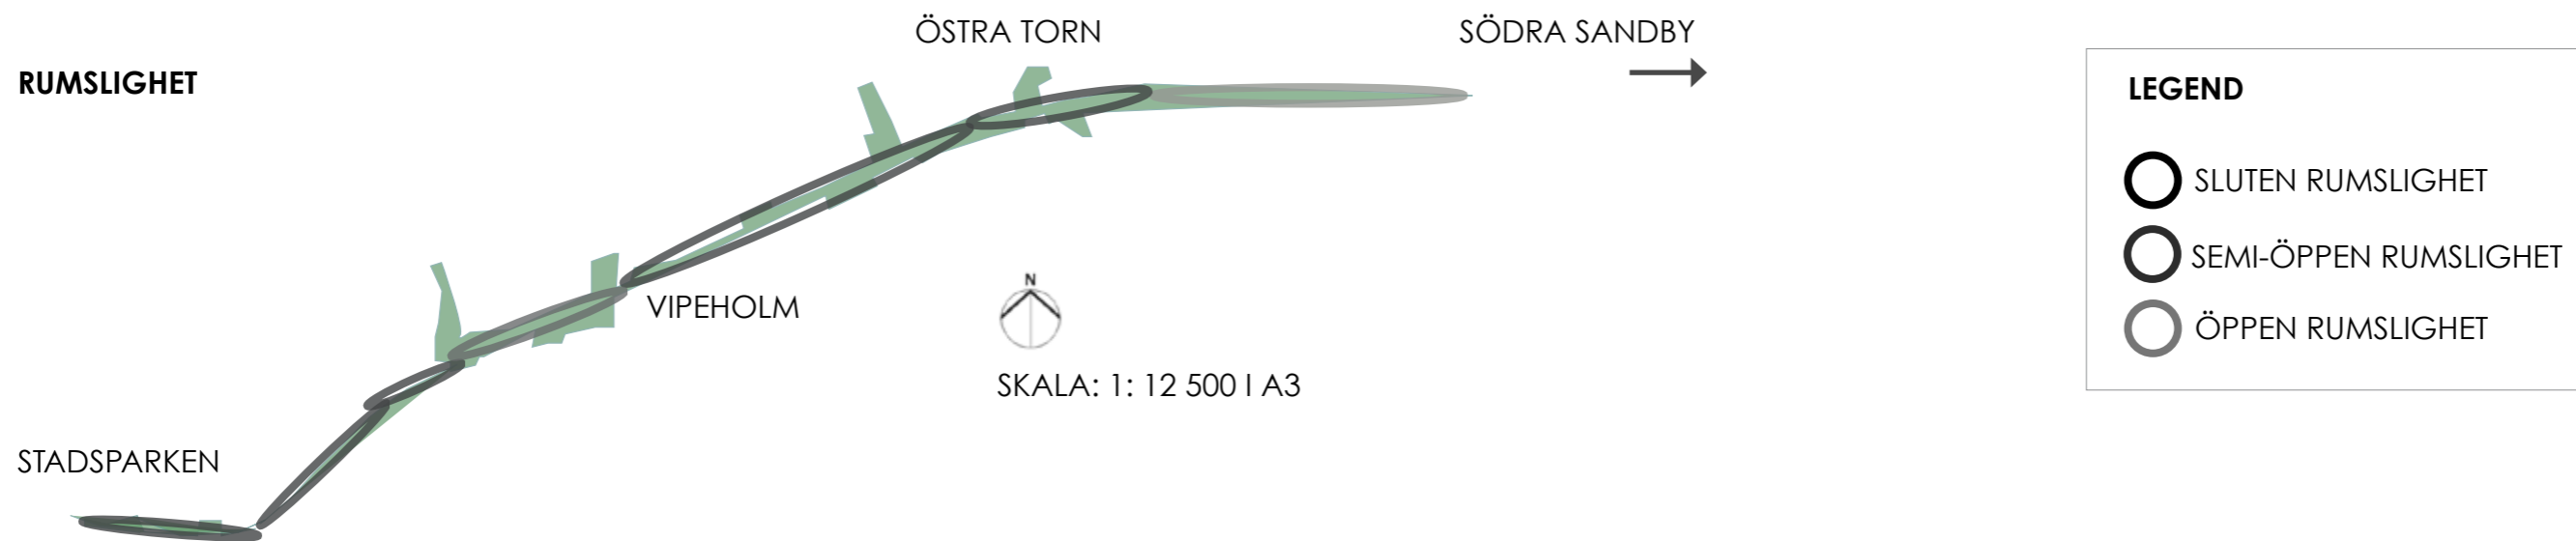 RUMSLIGHET
ÖSTRA TORN
SÖDRA SANDBY
VIPEHOLM
STADSPARKEN
N
SKALA: 1: 12 500 I A3
LEGEND
SLUTEN RUMSLIGHET
SEMI-ÖPPEN RUMSLIGHET
ÖPPEN RUMSLIGHET